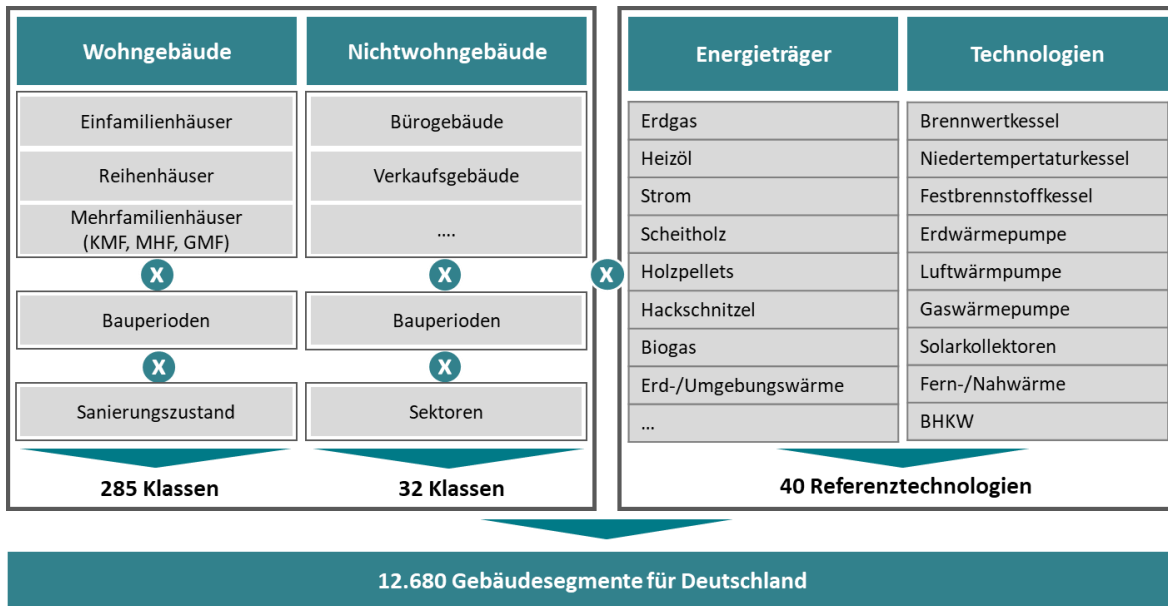 Wohngebäude
Einfamilienhäuser
Reihenhäuser
Mehrfamilienhäuser
(KMF, MHF, GMF)
X
Bauperioden
X
Sanierungszustand
285 Klassen
Nichtwohngebäude
Bürogebäude
Verkaufsgebäude
....
X
Bauperioden
X
Sektoren
32 Klassen
X
Energieträger
Erdgas
Heizöl
Strom
Scheitholz
Holzpellets
Hackschnitzel
Biogas
Erd-/Umgebungswärme
...
Technologien
Brennwertkessel
Niedertempertaturkessel
Festbrennstoffkessel
Erdwärmepumpe
Luftwärmpumpe
Gaswärmepumpe
Solarkollektoren
Fern-/Nahwärme
BHKW
40 Referenztechnologien
12.680 Gebäudesegmente für Deutschland